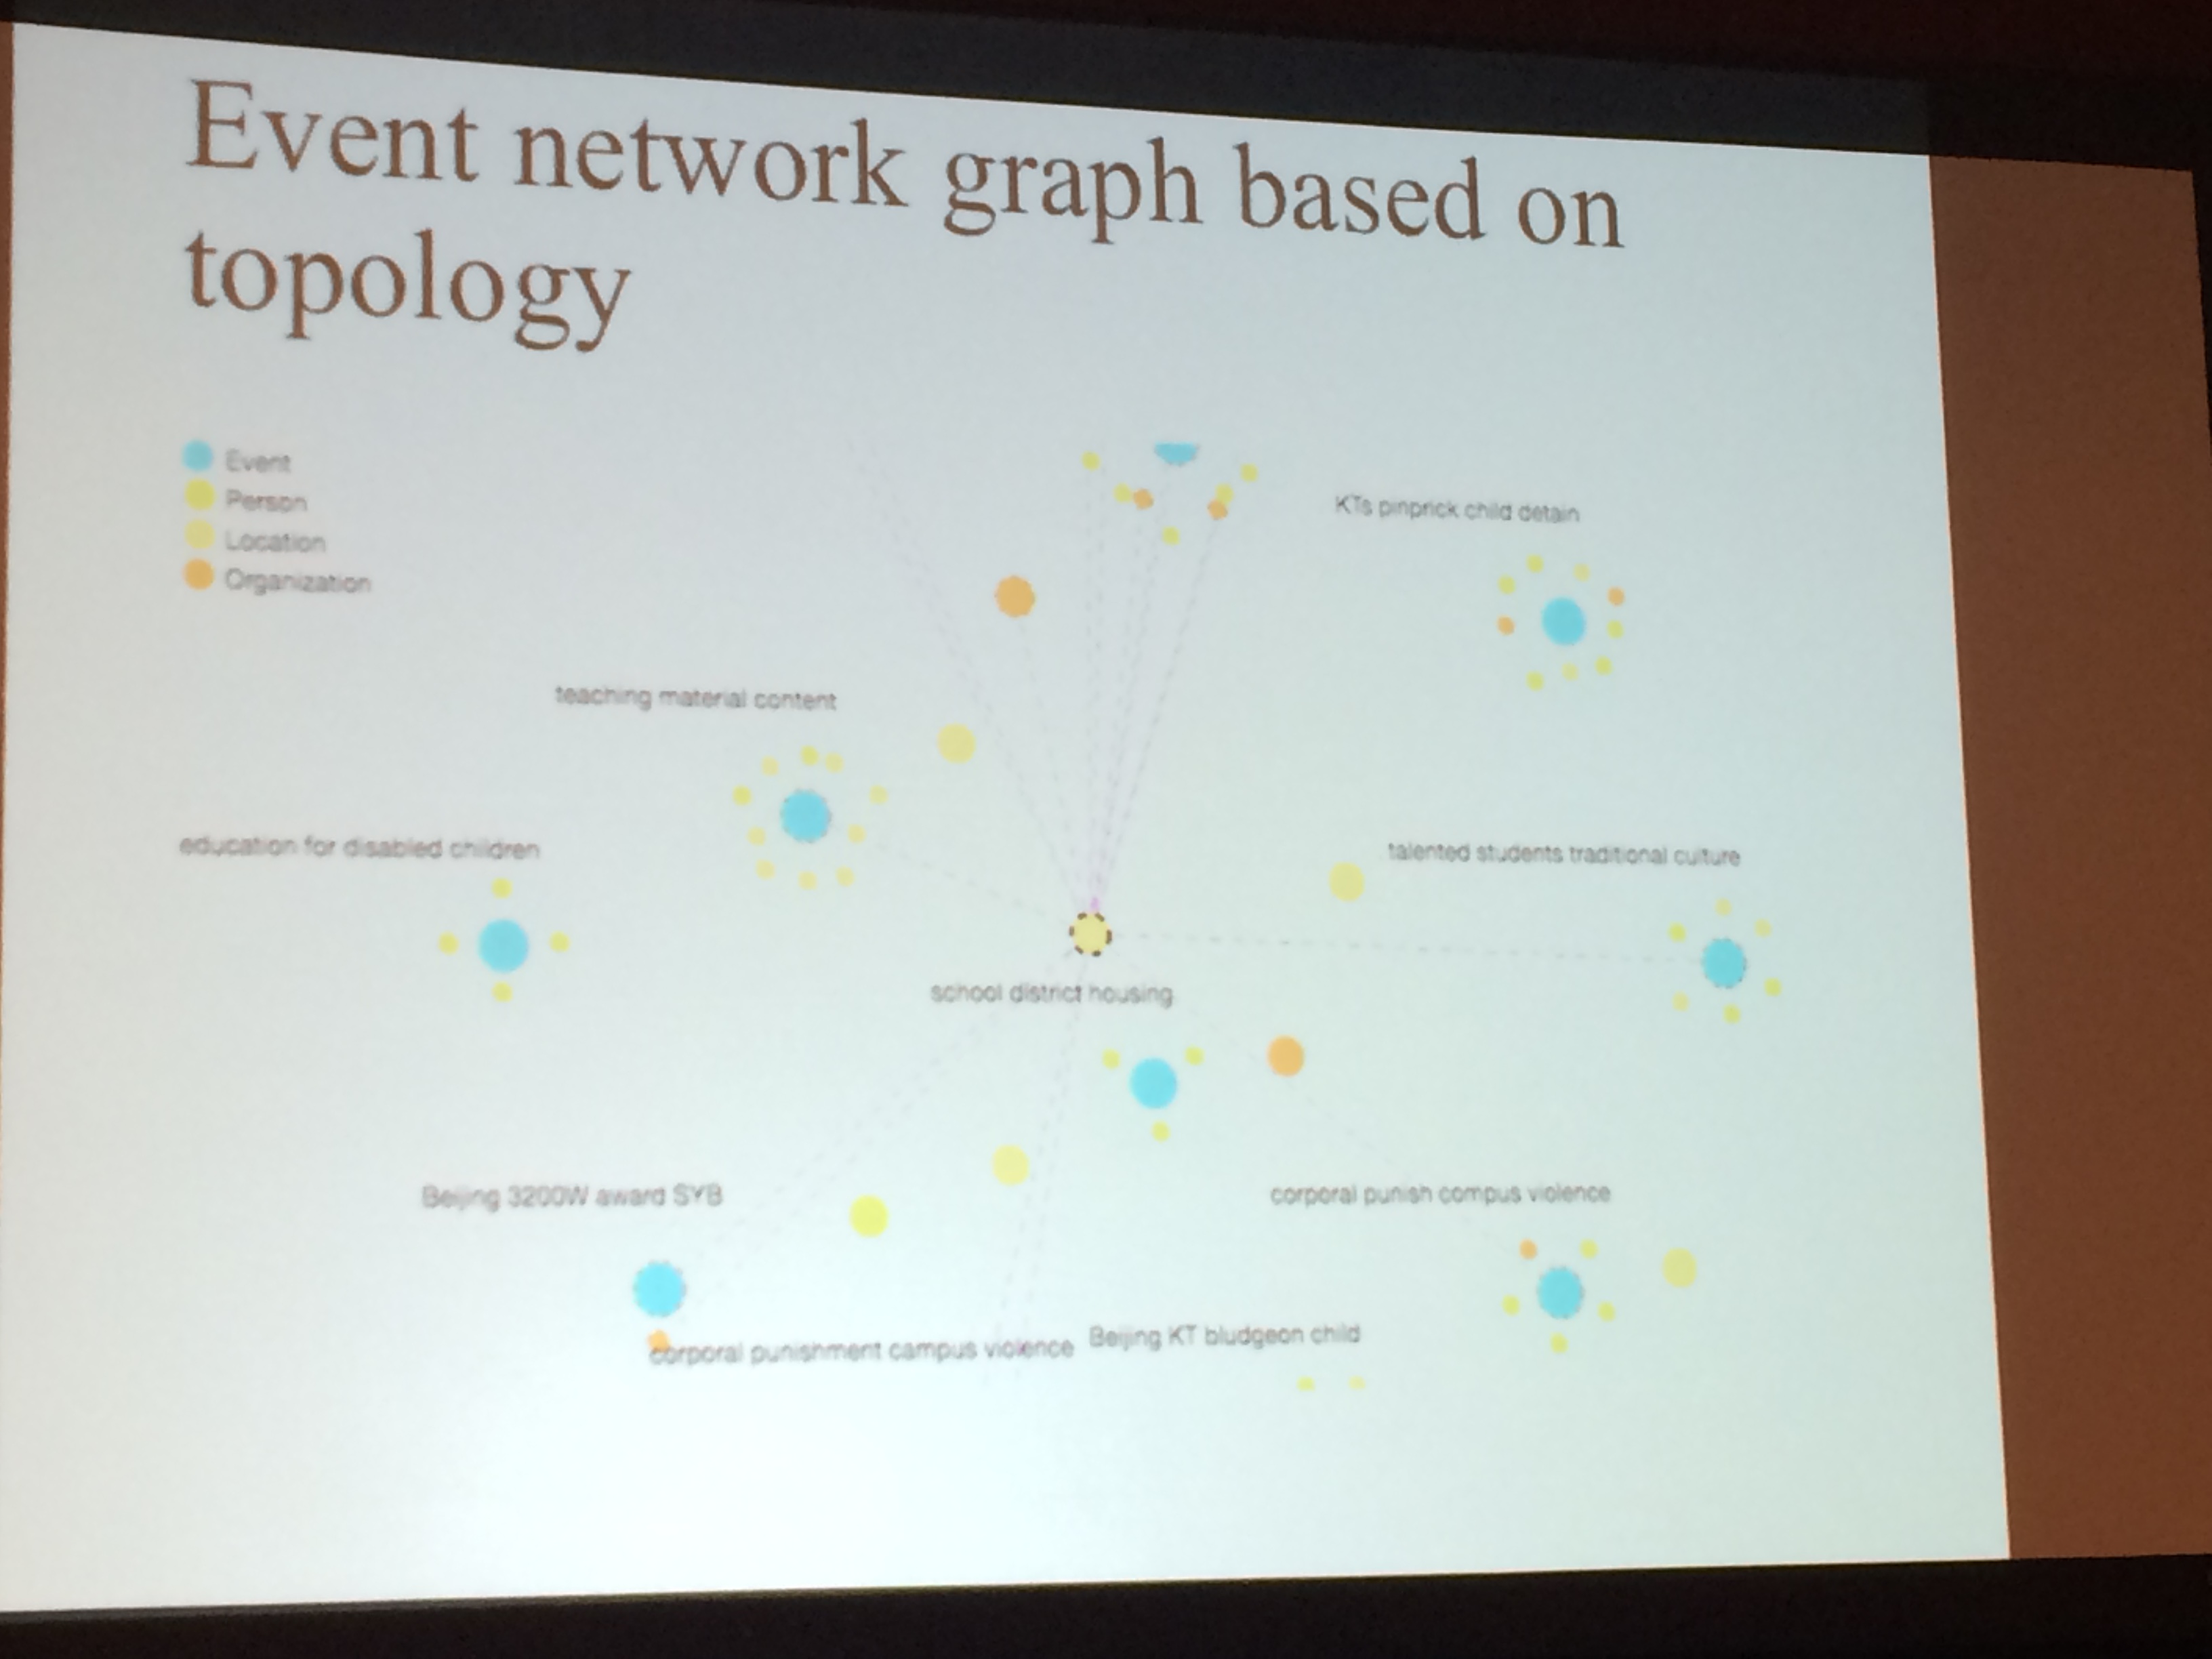 Event network graph based on
topology
Event
Person
Location
Organization
KTs pinprick child detain
teaching material content
education for disabled children
talented students traditional culture
school district housing
Beijing 3200W award SYB
corporal punish compus violence
corporal punishment campus violence
Beijing KT bludgeon child